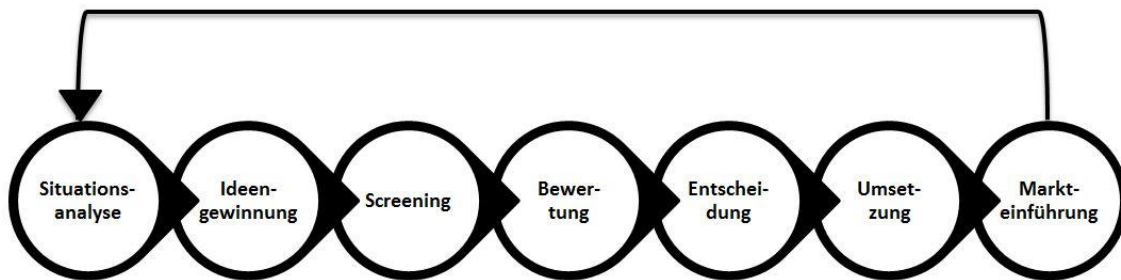 Situations-
analyse
Ideen-
gewinnung
Screening
Bewer-
tung
Entschei-
dung
Umset-
zung
Markt-
einführung